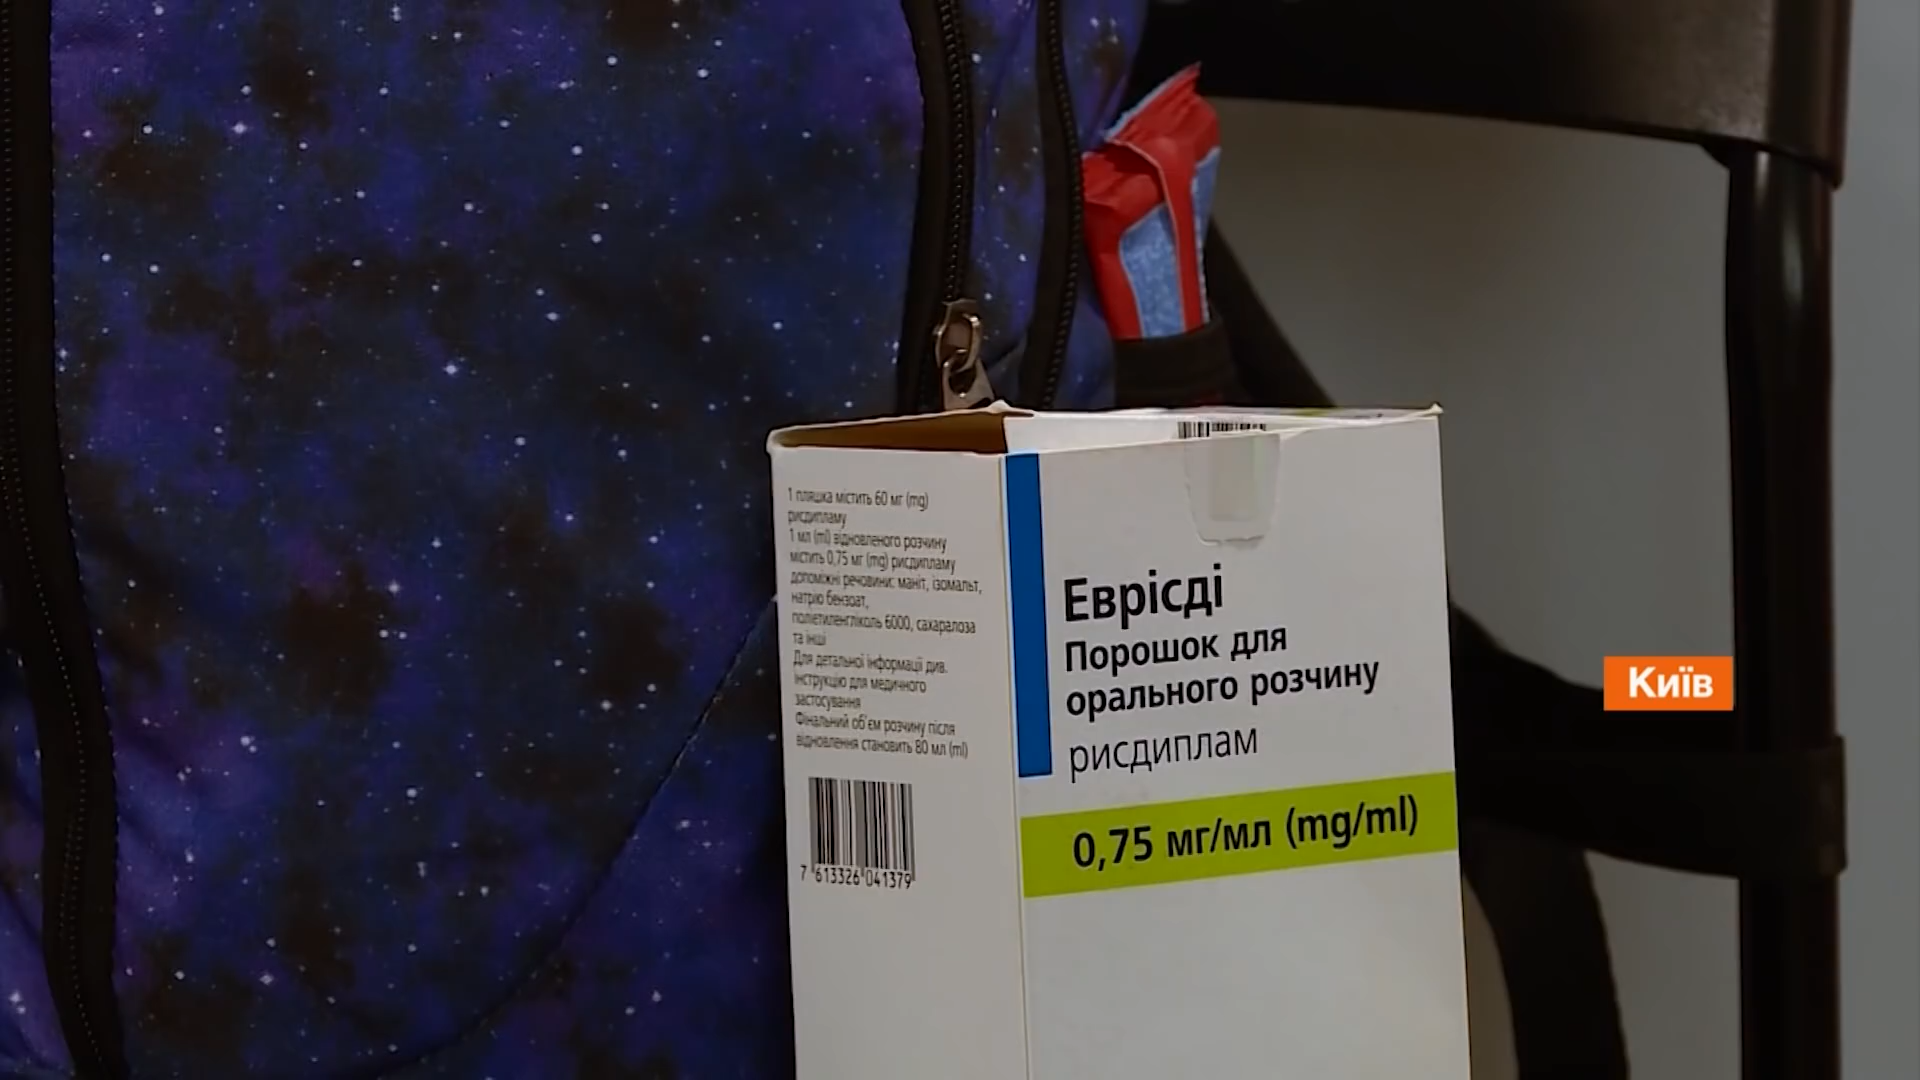 1 пляшка містить 60 мг (mg)
рисдипламу
1 мл (ml) відновленого розчину
містить 0,75 мг (mg) рисдипламу
допоміжні речовини: маніт, ізомальт,
натрію бензоат,
поліетиленгліколь 6000, сахаралоза
та інші
Для детальної інформації див.
інструкцію для медичного
застосування
Фінальний об'єм розчину після
відновлення становить 80 мл (ml)
7 613326 041379
Еврісді
Порошок для
орального розчину
рисдиплам
0,75 мг/мл (mg/ml)
Київ